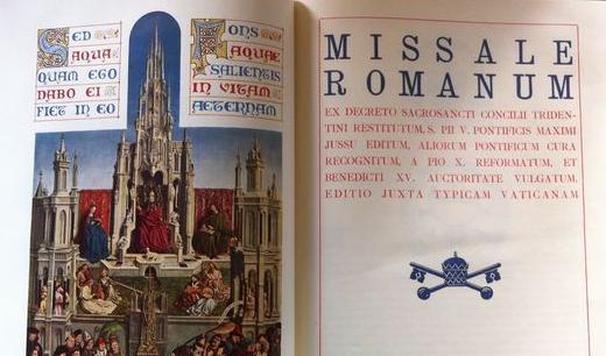 SED
AQUA
QUAM EGO
DABO EI
FIET IN EO
FONS
AQUAE
SALIENTIS
IN VITAM
AETERNAM
MISSALE
ROMANUM
EX DECRETO SACROSANCTI CONCILII TRIDEN-
TINI RESTITUTUM, S. PII V. PONTIFICIS MAXIMI
JUSSU EDITUM, ALIORUM PONTIFICUM CURA
RECOGNITUM, A PIO X. REFORMATUM, ET
BENEDICTI XV. AUCTORITATE VULGATUM.
EDITIO JUXTA TYPICAM VATICANAM